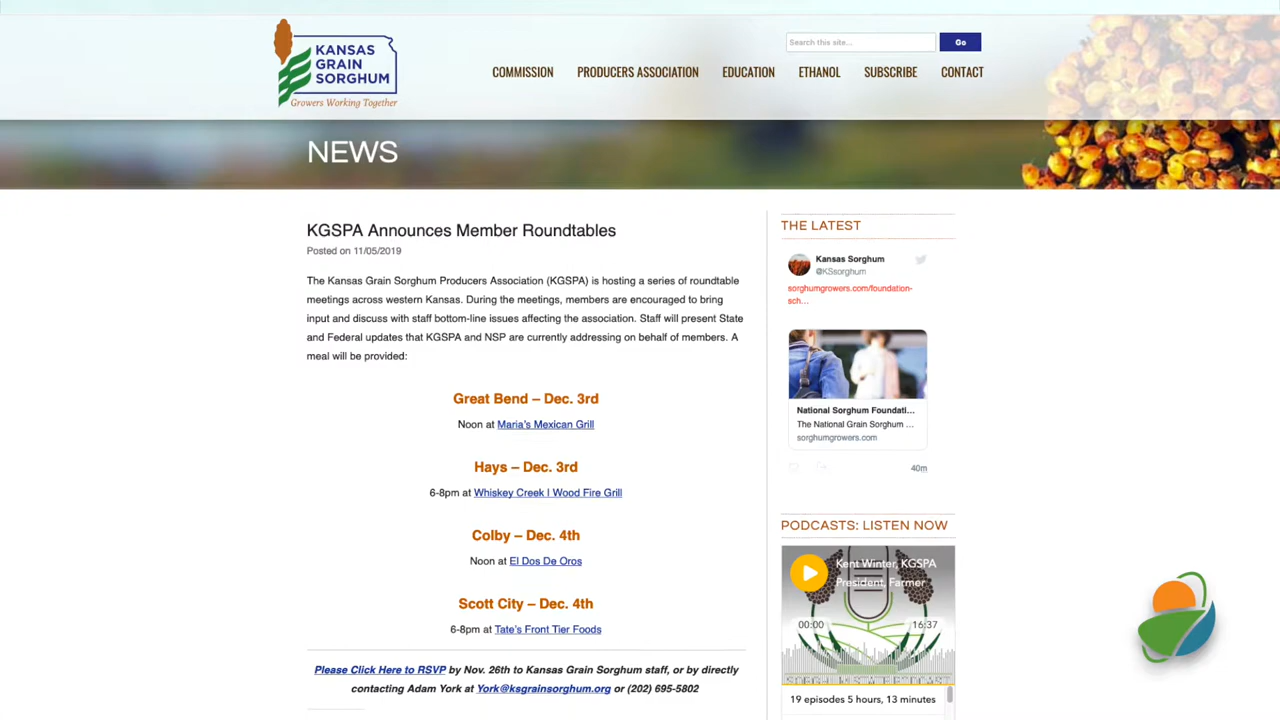 KANSAS
GRAIN
SORGHUM
Growers Working Together
Search this site...
Go
COMMISSION PRODUCERS ASSOCIATION EDUCATION ETHANOL SUBSCRIBE CONTACT
NEWS
KGSPA Announces Member Roundtables
Posted on 11/05/2019
The Kansas Grain Sorghum Producers Association (KGSPA) is hosting a series of roundtable
meetings across western Kansas. During the meetings, members are encouraged to bring
input and discuss with staff bottom-line issues affecting the association. Staff will present State
and Federal updates that KGSPA and NSP are currently addressing on behalf of members. A
meal will be provided:
Great Bend – Dec. 3rd
Noon at Maria's Mexican Grill
Hays – Dec. 3rd
6-8pm at Whiskey Creek | Wood Fire Grill
Colby – Dec. 4th
Noon at El Dos De Oros
Scott City – Dec. 4th
6-8pm at Tate's Front Tier Foods
Please Click Here to RSVP by Nov. 26th to Kansas Grain Sorghum staff, or by directly
contacting Adam York at York@ksgrainsorghum.org or (202) 695-5802
THE LATEST
Kansas Sorghum
@KSsorghum
sorghumgrowers.com/foundation-
sch…
National Sorghum Foundati...
The National Grain Sorghum ...
sorghumgrowers.com
40m
PODCASTS: LISTEN NOW
Kent Winter, KGSPA
President, Farmer
00:00 16:37
19 episodes 5 hours, 13 minutes